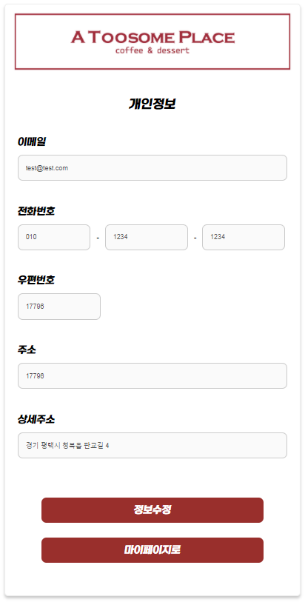 A TOOSOME PLACE
coffee & dessert
개인정보
이메일
test@test.com
전화번호
010 - 1234 - 1234
우편번호
17796
주소
17796
상세주소
경기 평택시 청북읍 판교길 4
정보수정
마이페이지로